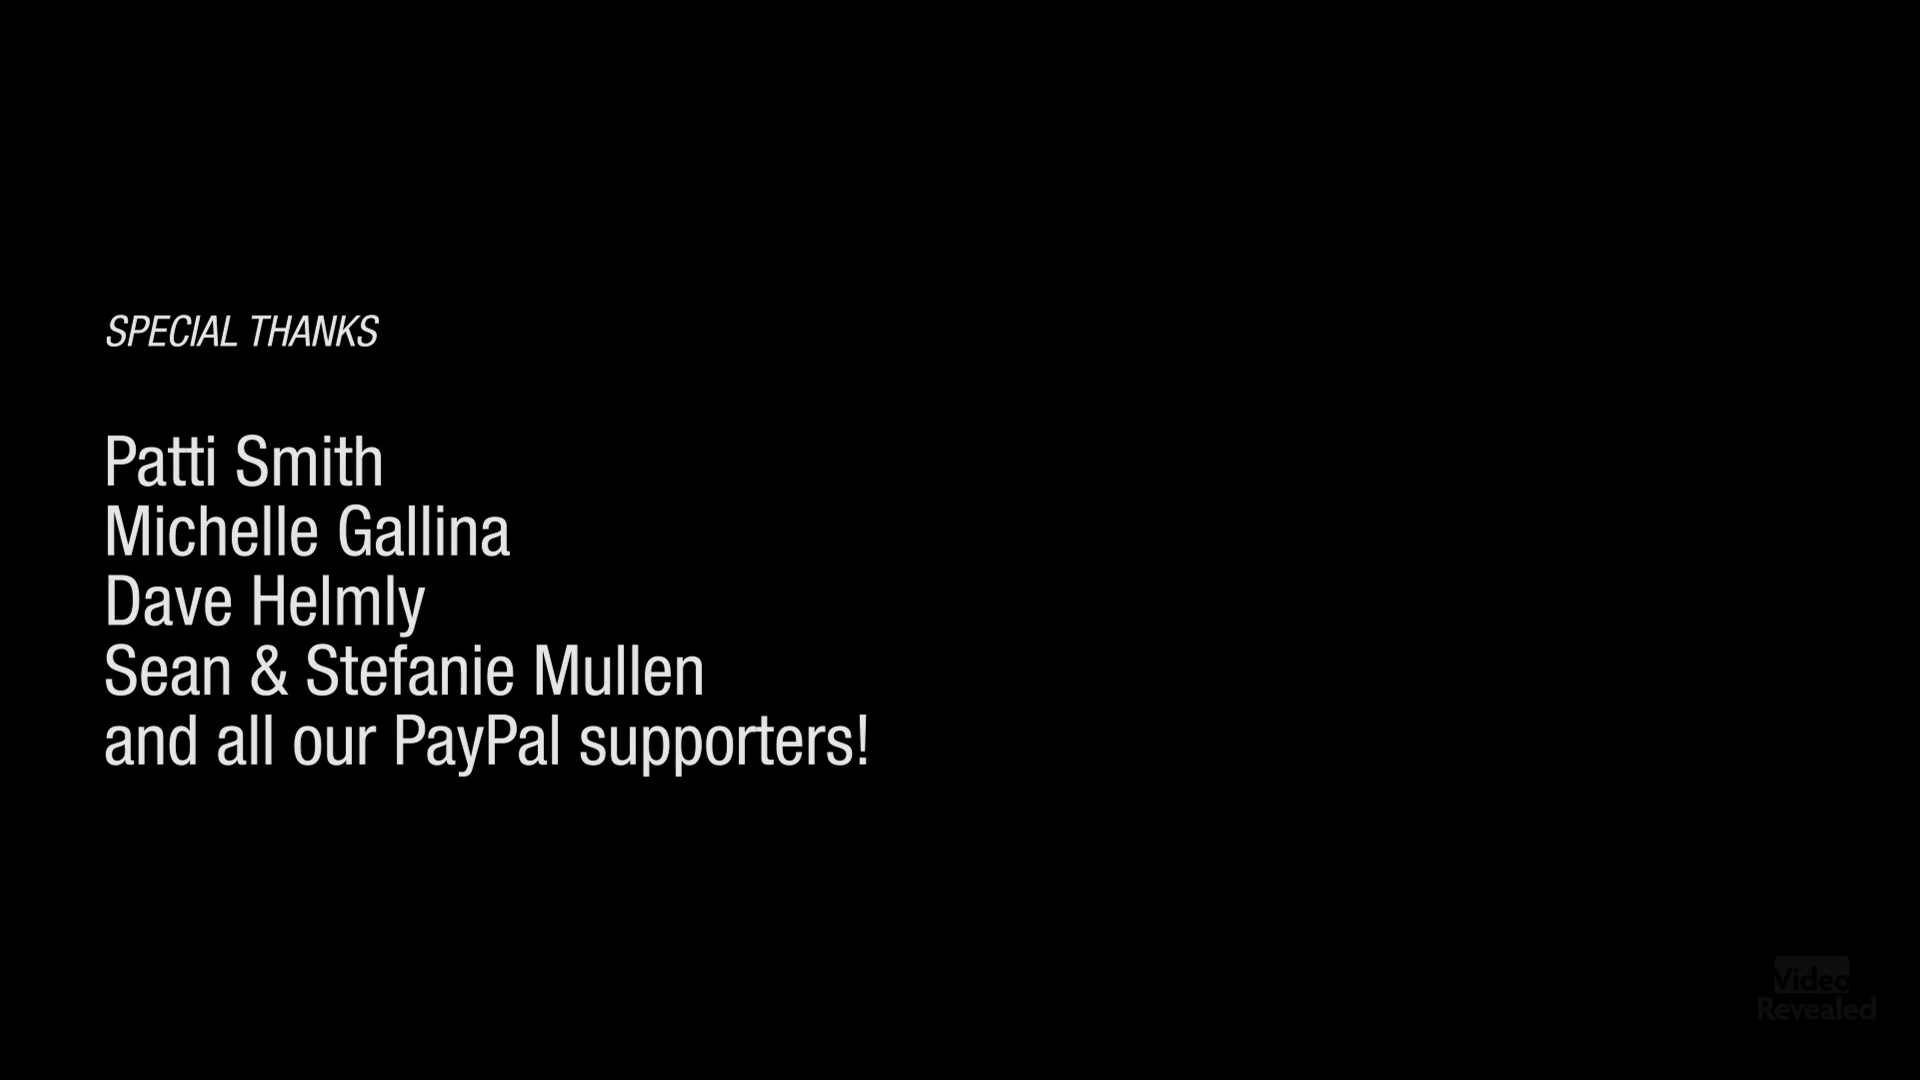 SPECIAL THANKS
Patti Smith
Michelle Gallina
Dave Helmly
Sean & Stefanie Mullen
and all our PayPal supporters!
Video
Revealed